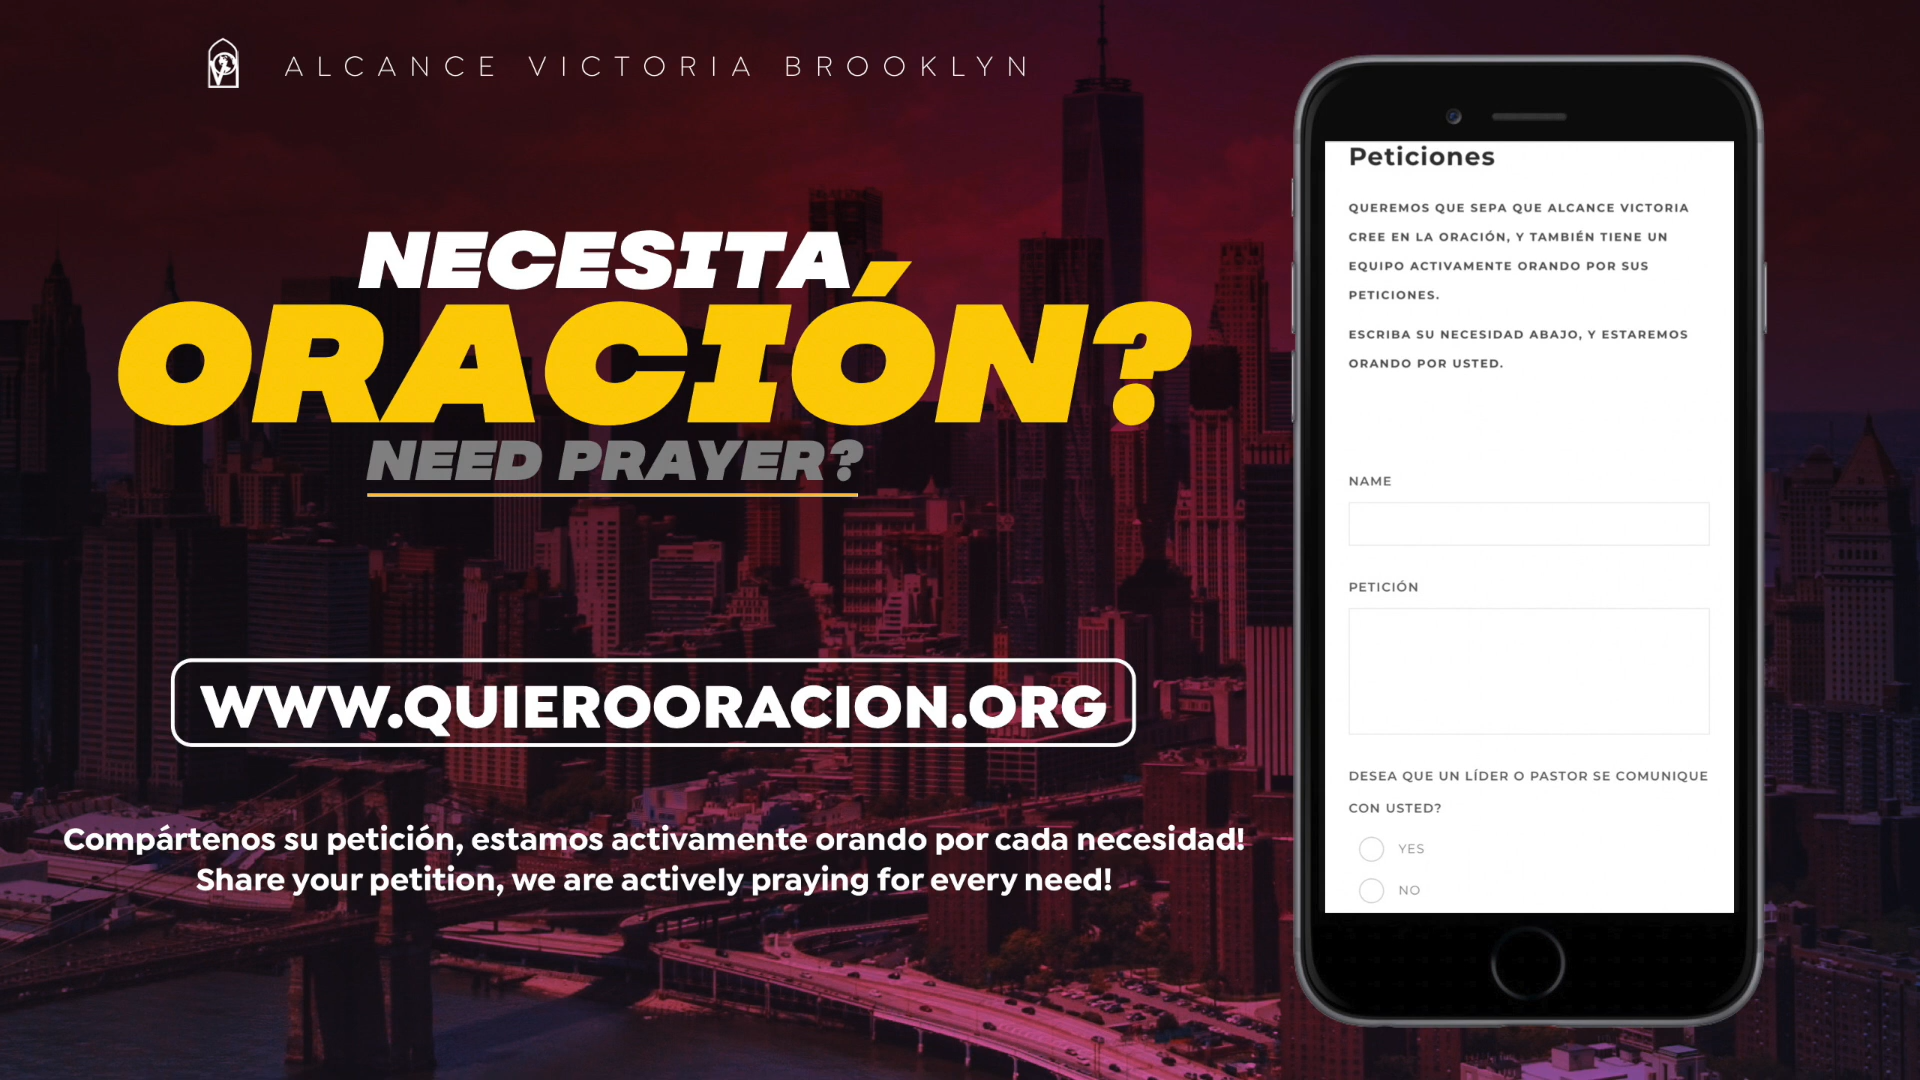 ALCANCE VICTORIA BROOKLYN
NECESITA
ORACIÓN?
NEED PRAYER?
WWW.QUIEROORACION.ORG
Compártenos su petición, estamos activamente orando por cada necesidad!
Share your petition, we are actively praying for every need!
Peticiones
QUEREMOS QUE SEPA QUE ALCANCE VICTORIA
CREE EN LA ORACIÓN, Y TAMBIÉN TIENE UN
EQUIPO ACTIVAMENTE ORANDO POR SUS
PETICIONES.
ESCRIBA SU NECESIDAD ABAJO, Y ESTAREMOS
ORANDO POR USTED.
NAME
PETICIÓN
DESEA QUE UN LÍDER O PASTOR SE COMUNIQUE
CON USTED?
YES
NO